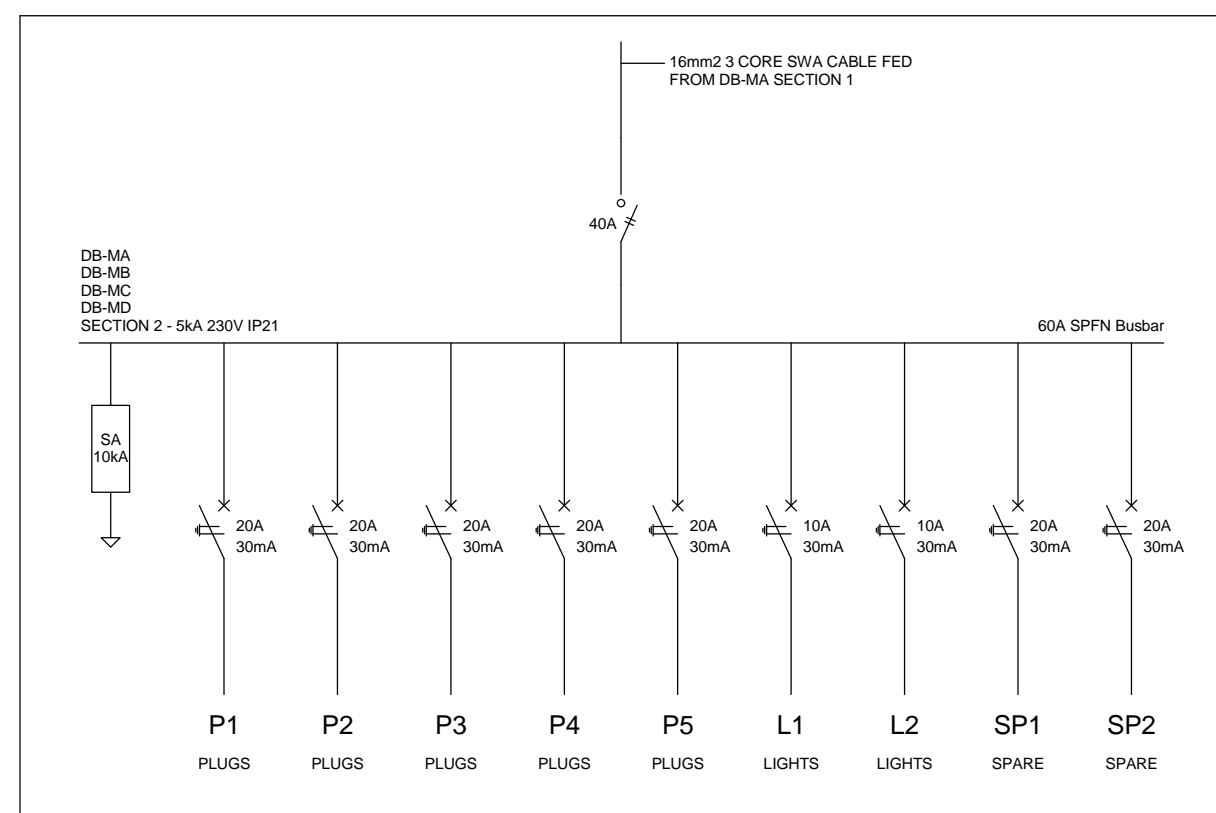 16mm2 3 CORE SWA CABLE FED
FROM DB-MA SECTION 1
40A
DB-MA
DB-MB
DB-MC
DB-MD
SECTION 2 - 5kA 230V IP21
60A SPFN Busbar
SA
10kA
20A
30mA
20A
30mA
20A
30mA
20A
30mA
20A
30mA
10A
30mA
10A
30mA
20A
30mA
20A
30mA
P1
PLUGS
P2
PLUGS
P3
PLUGS
P4
PLUGS
P5
PLUGS
L1
LIGHTS
L2
LIGHTS
SP1
SPARE
SP2
SPARE